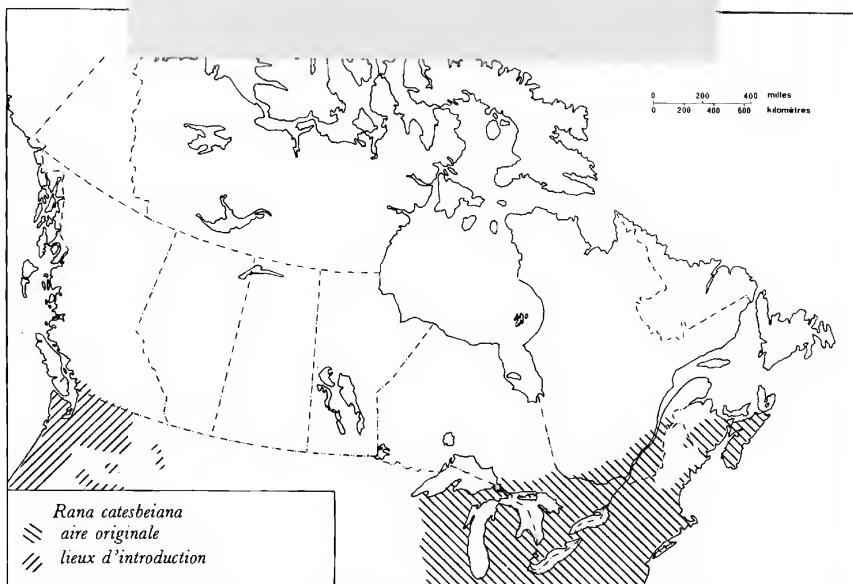 0 200 400 milles
0 200 400 600 kilomètres
Rana catesbeiana
aire originale
lieux d'introduction